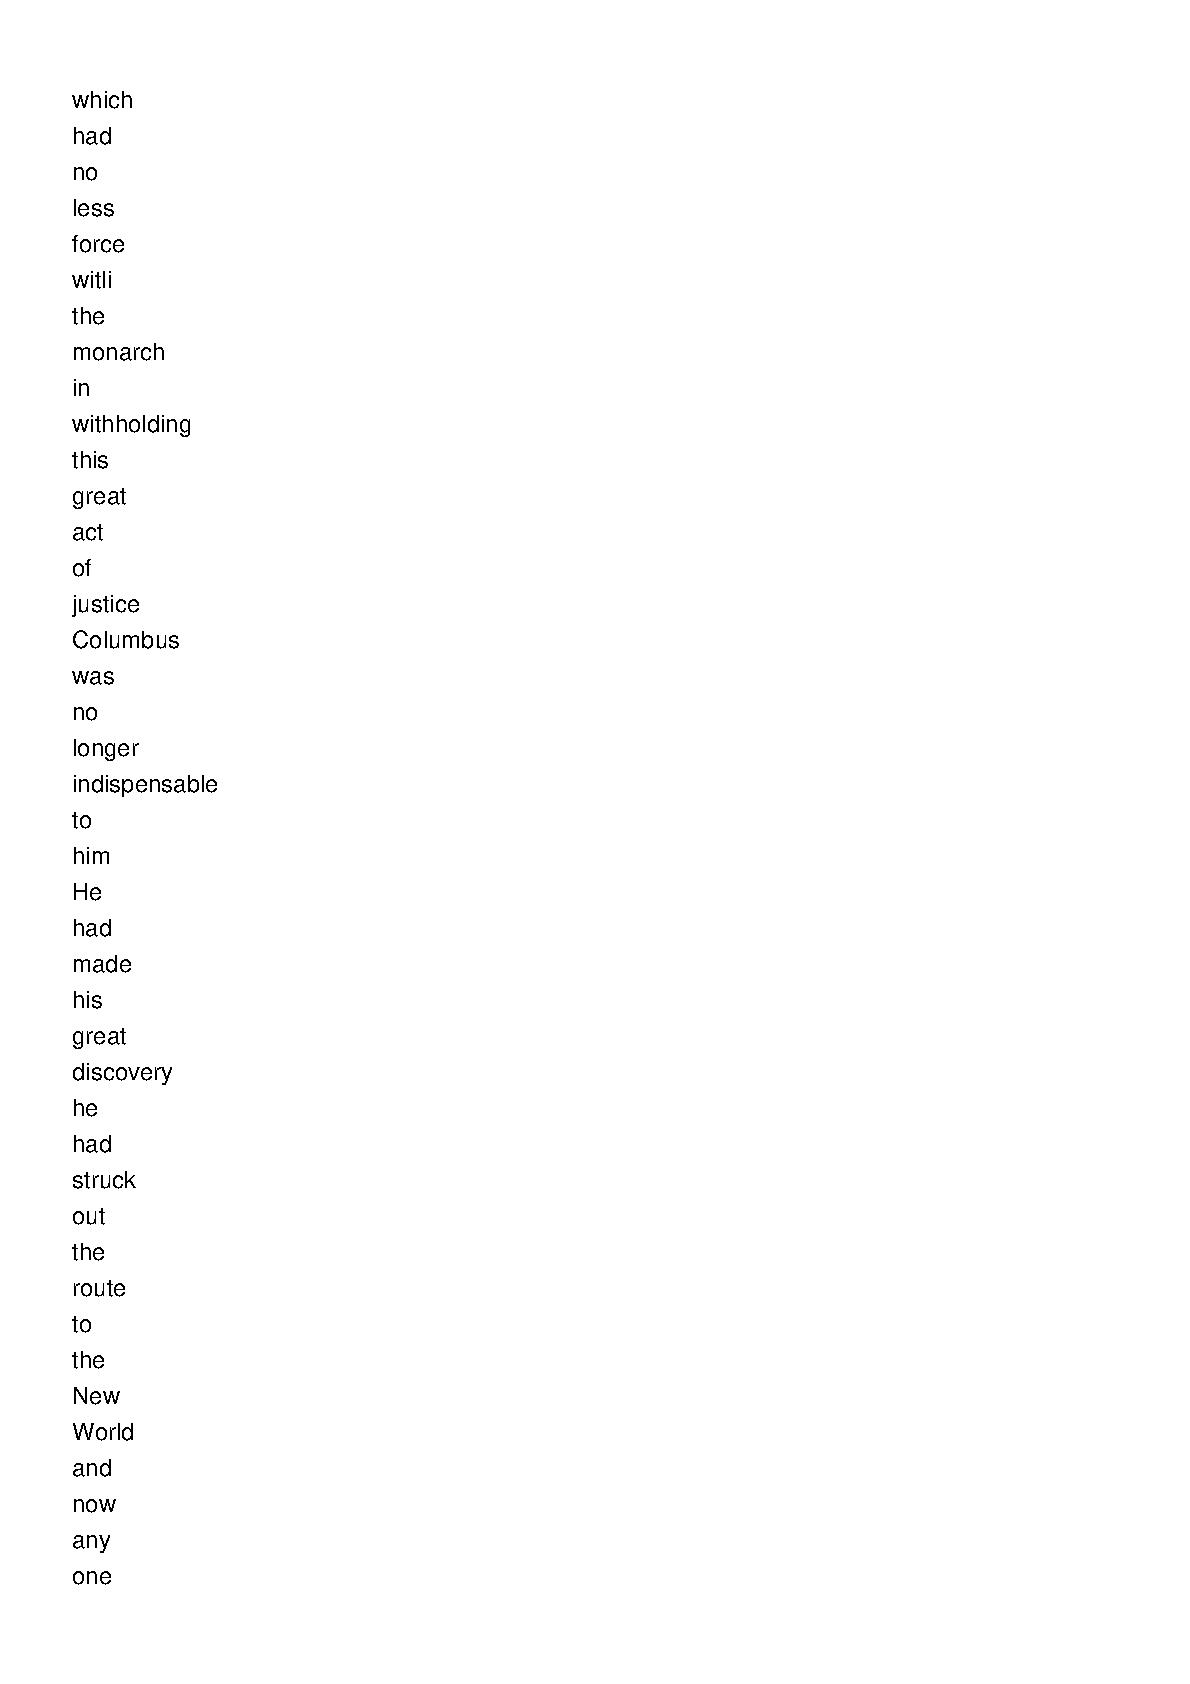 which
had
no
less
force
witli
the
monarch
in
withholding
this
great
act
of
justice
Columbus
was
no
longer
indispensable
to
him
He
had
made
his
great
discovery
he
had
struck
out
the
route
to
the
New
World
and
now
any
one